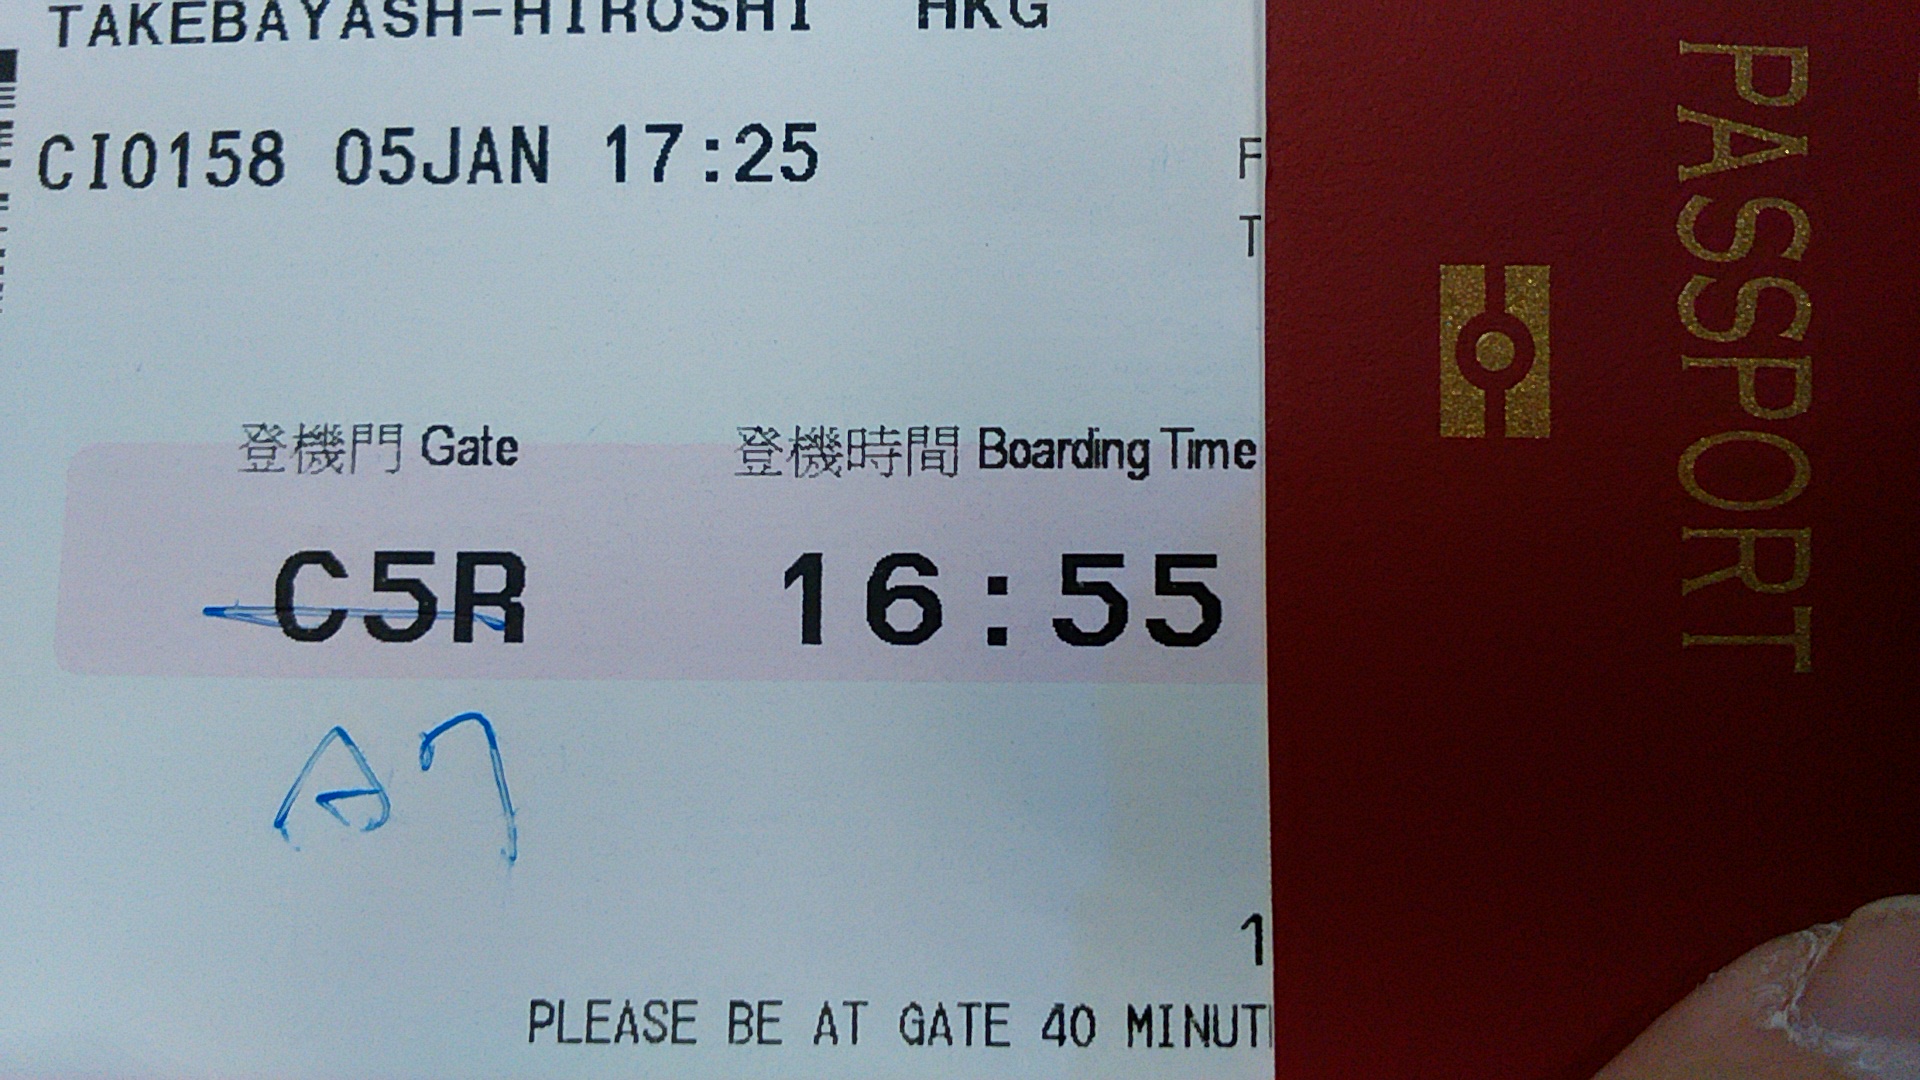 TAKEBAYASH-HIROSHI HKG
CI0158 05JAN 17:25
F
T
登機門 Gate
登機時間 Boarding Time
C5R
16:55
A7
1
PLEASE BE AT GATE 40 MINUT
PASSPORT